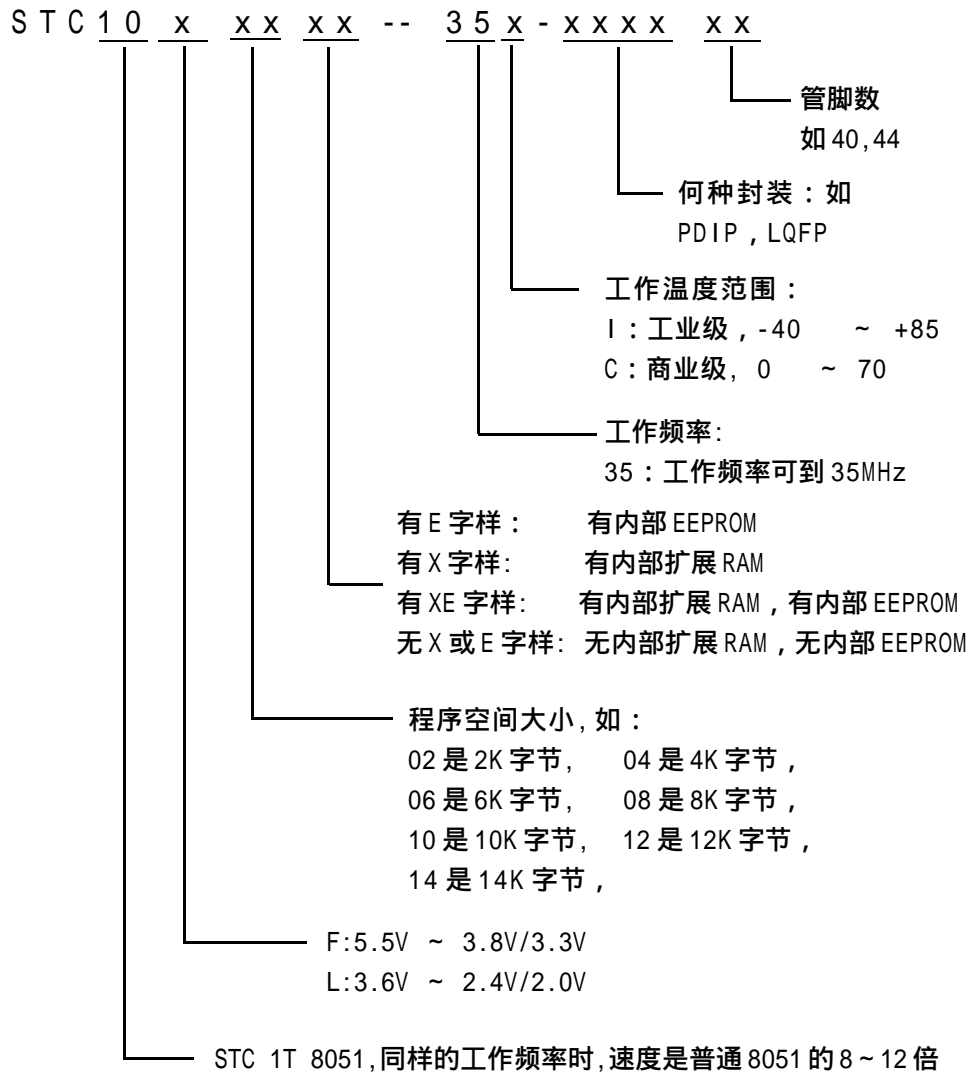 STC10 x xx xx -- 35x-xxxx xx
管脚数
如40,44
何种封装：如
PDIP，LQFP
工作温度范围：
I：工业级，-40 ~ +85
C：商业级, 0 ~ 70
工作频率:
35：工作频率可到35MHz
有E字样： 有内部EEPROM
有X字样: 有内部扩展RAM
有XE字样: 有内部扩展RAM，有内部EEPROM
无X或E字样: 无内部扩展RAM，无内部EEPROM
程序空间大小,如：
02是2K字节, 04是4K字节，
06是6K字节, 08是8K字节，
10是10K字节, 12是12K字节，
14是14K字节，
F:5.5V ~ 3.8V/3.3V
L:3.6V ~ 2.4V/2.0V
STC 1T 8051,同样的工作频率时,速度是普通8051的8~12倍